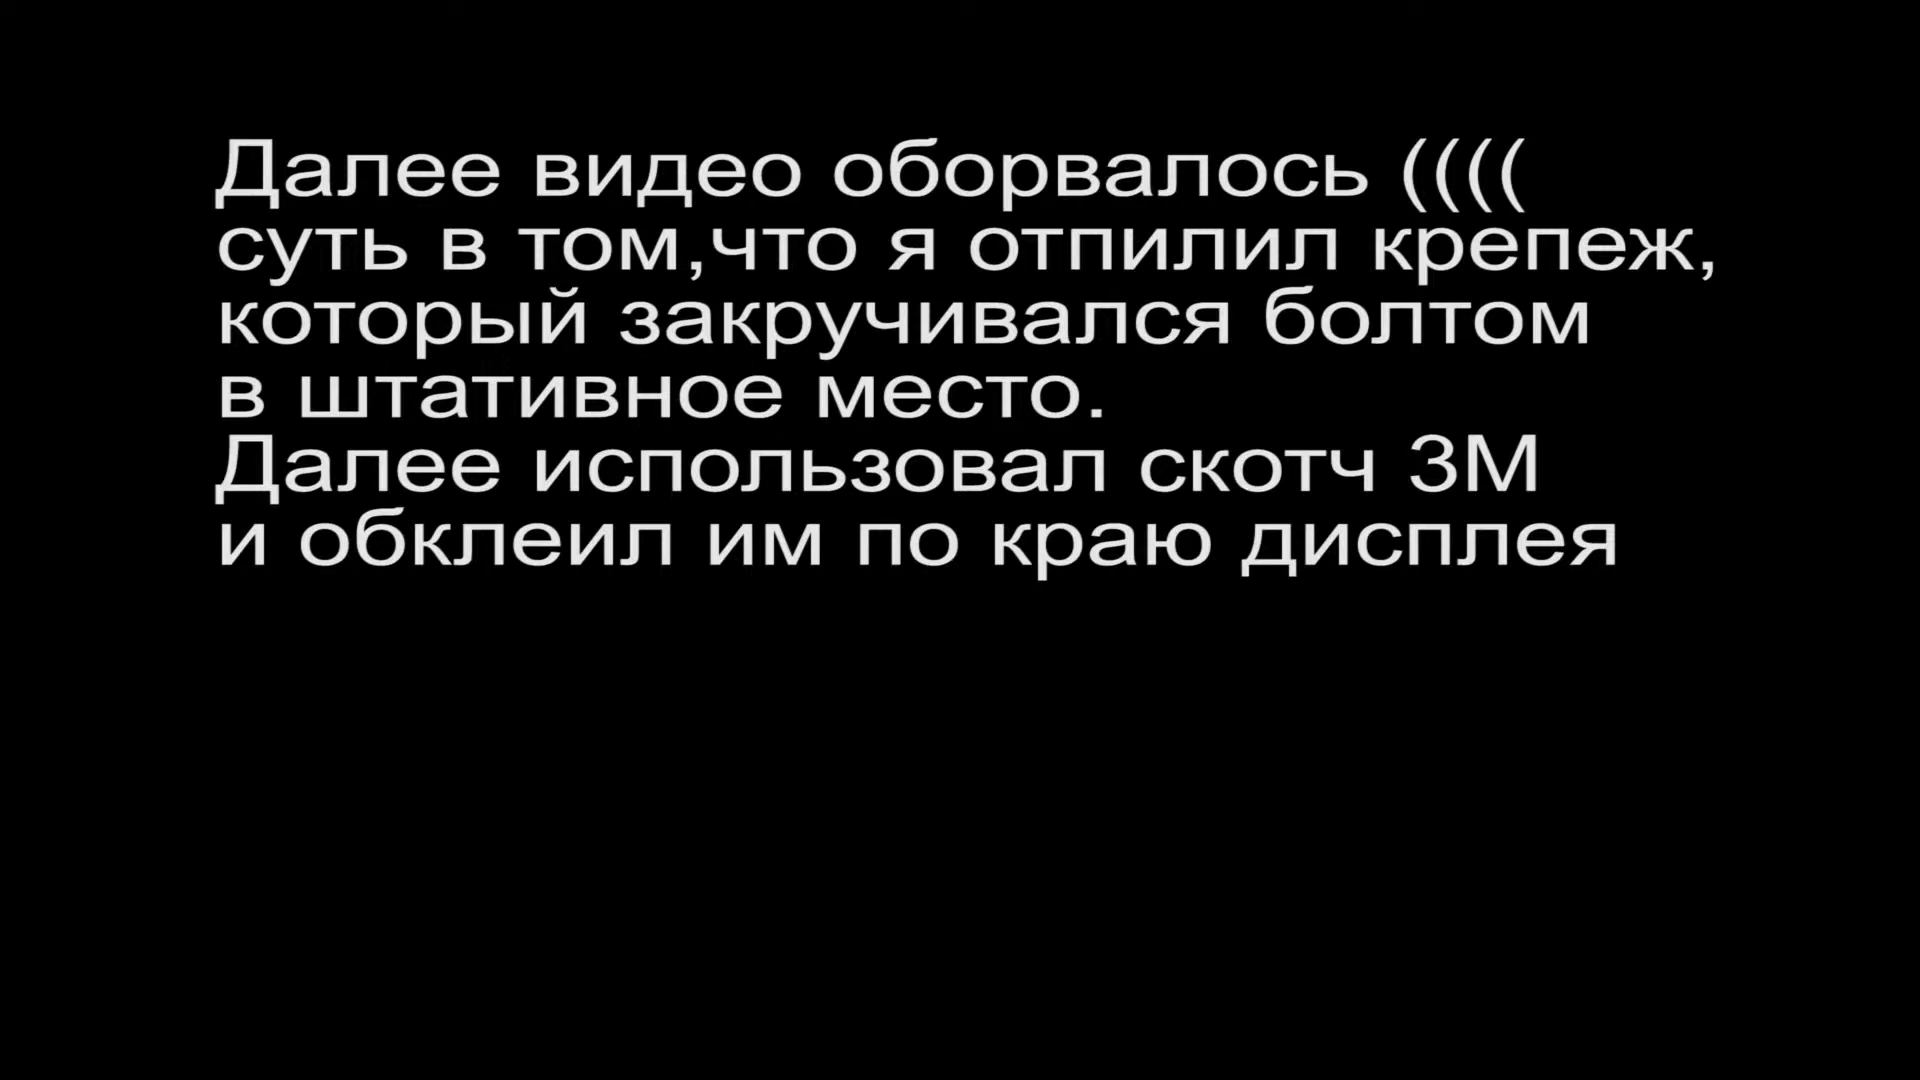 Далее видео оборвалось ((((
суть в том,что я отпилил крепеж,
который закручивался болтом
в штативное место.
Далее использовал скотч 3М
и обклеил им по краю дисплея